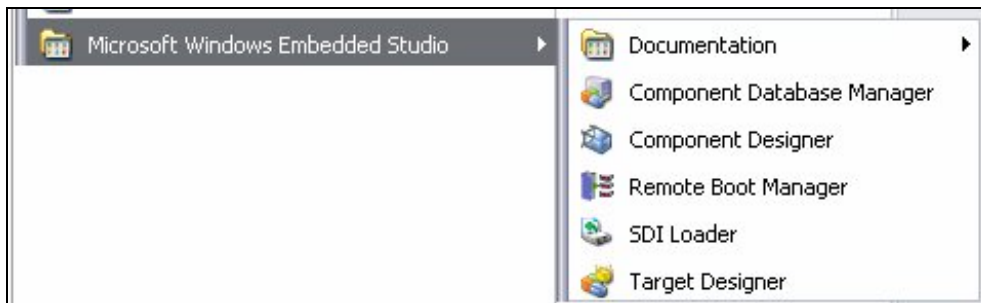 Microsoft Windows Embedded Studio
Documentation
Component Database Manager
Component Designer
Remote Boot Manager
SDI Loader
Target Designer